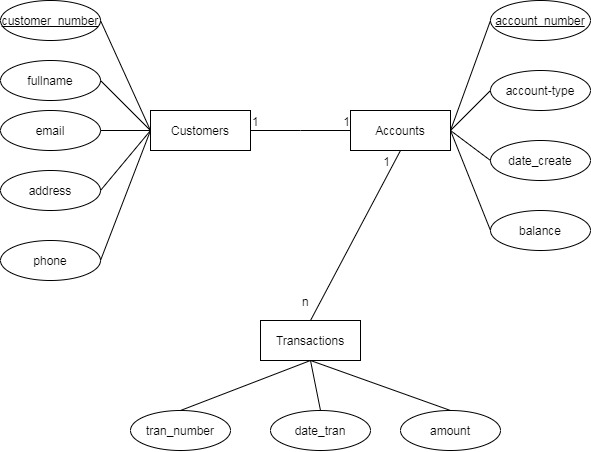 customer_number
account_number
fullname
account-type
email
Customers
1
1
Accounts
1
date_create
address
balance
phone
n
Transactions
tran_number
date_tran
amount